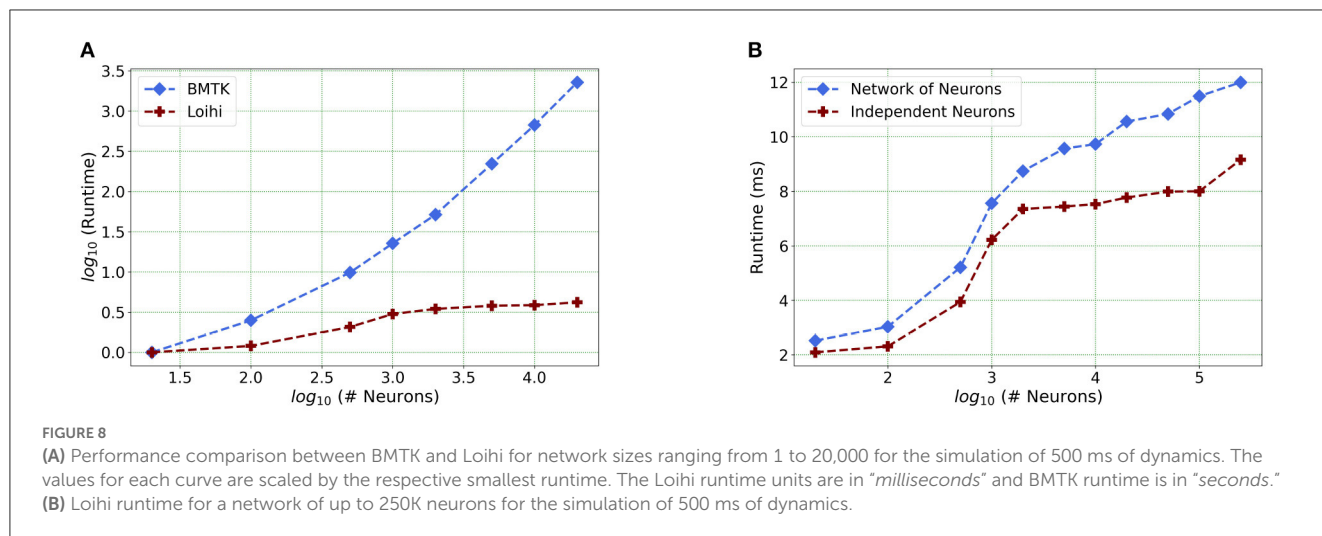 A
log10 (Runtime)
3.5
3.0
2.5
2.0
1.5
1.0
0.5
0.0
BMTK
Loihi
1.5 2.0 2.5 3.0 3.5 4.0
log10 (# Neurons)
B
Runtime (ms)
12
10
8
6
4
2
Network of Neurons
Independent Neurons
2 3 4 5
log10 (# Neurons)
FIGURE 8
(A) Performance comparison between BMTK and Loihi for network sizes ranging from 1 to 20,000 for the simulation of 500 ms of dynamics. The
values for each curve are scaled by the respective smallest runtime. The Loihi runtime units are in “milliseconds” and BMTK runtime is in “seconds.”
(B) Loihi runtime for a network of up to 250K neurons for the simulation of 500 ms of dynamics.